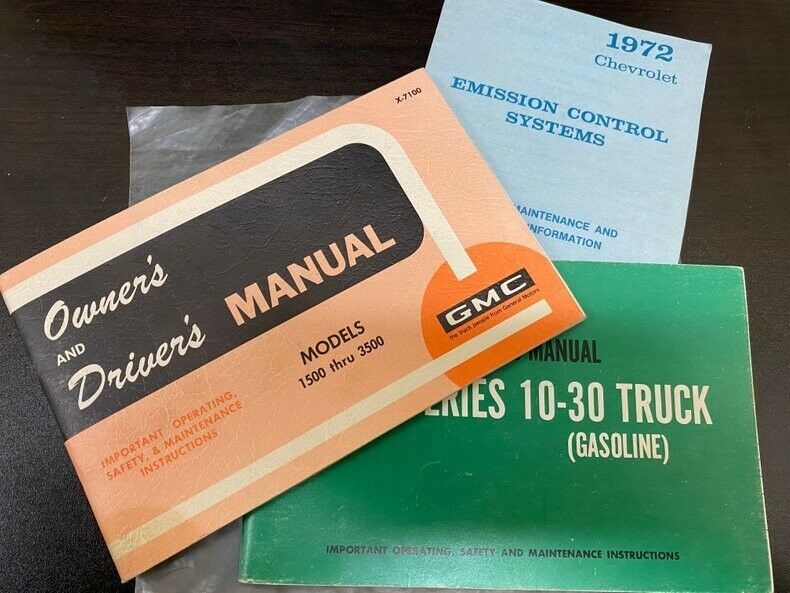 1972
Chevrolet
EMISSION CONTROL
SYSTEMS
MAINTENANCE AND
INFORMATION
X-7100
Owner's
AND
Driver's MANUAL
MODELS
1500 thru 3500
IMPORTANT OPERATING,
SAFETY, & MAINTENANCE
INSTRUCTIONS
GMC
the truck people from General Motors
MANUAL
SERIES 10-30 TRUCK
(GASOLINE)
IMPORTANT OPERATING, SAFETY AND MAINTENANCE INSTRUCTIONS